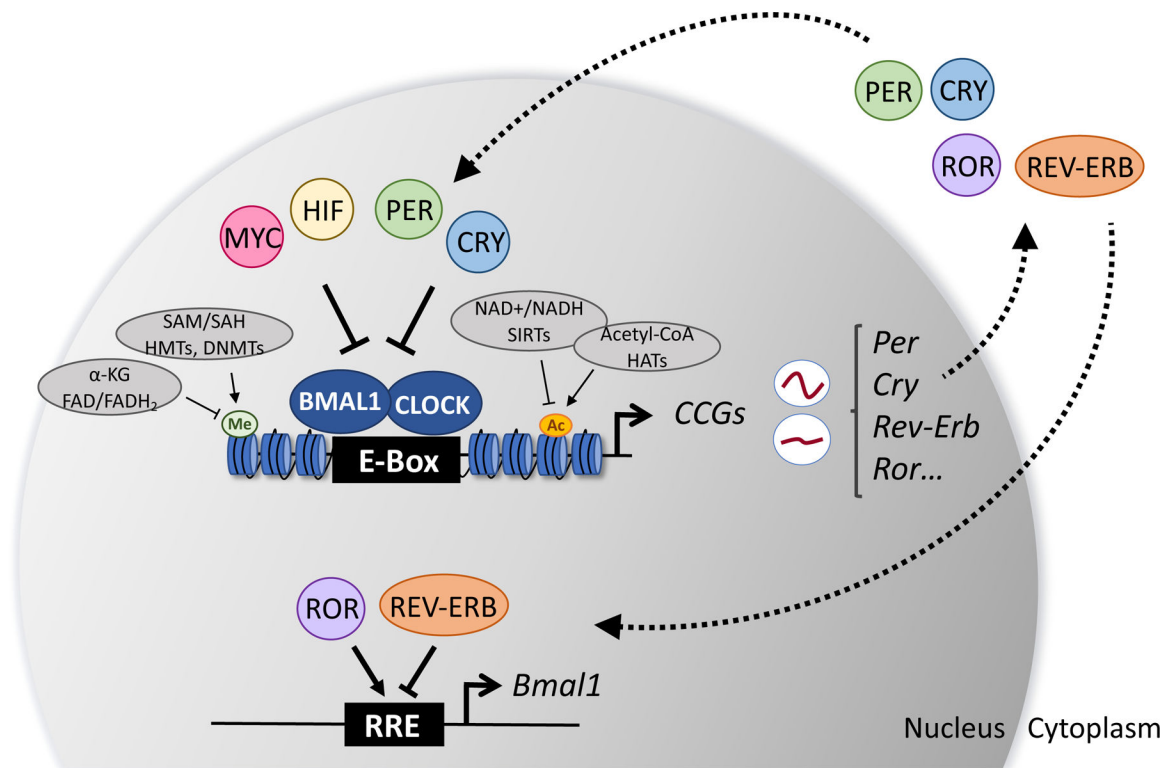 PER
CRY
ROR
REV-ERB
MYC
HIF
PER
CRY
SAM/SAH
HMTs, DNMTs
α-KG
FAD/FADH₂
NAD+/NADH
SIRTs
Acetyl-CoA
HATs
Me
BMAL1
CLOCK
Ac
E-Box
CCGs
Per
Cry
Rev-Erb
Ror...
ROR
REV-ERB
RRE
Bmal1
Nucleus
Cytoplasm